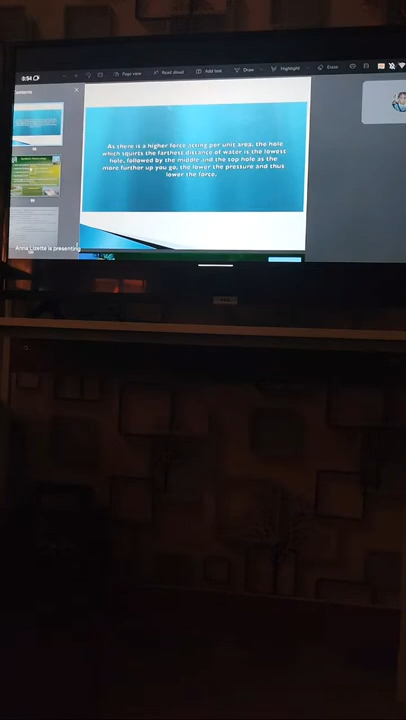 8:54
Page view
Read aloud
Add text
Draw
Highlight
Erase
As there is a higher force acting per unit area, the hole
which squirts the farthest distance of water is the lowest
hole, followed by the middle and the top hole as the
more further up you go, the lower the pressure and thus
lower the force.
Anna Lizette is presenting